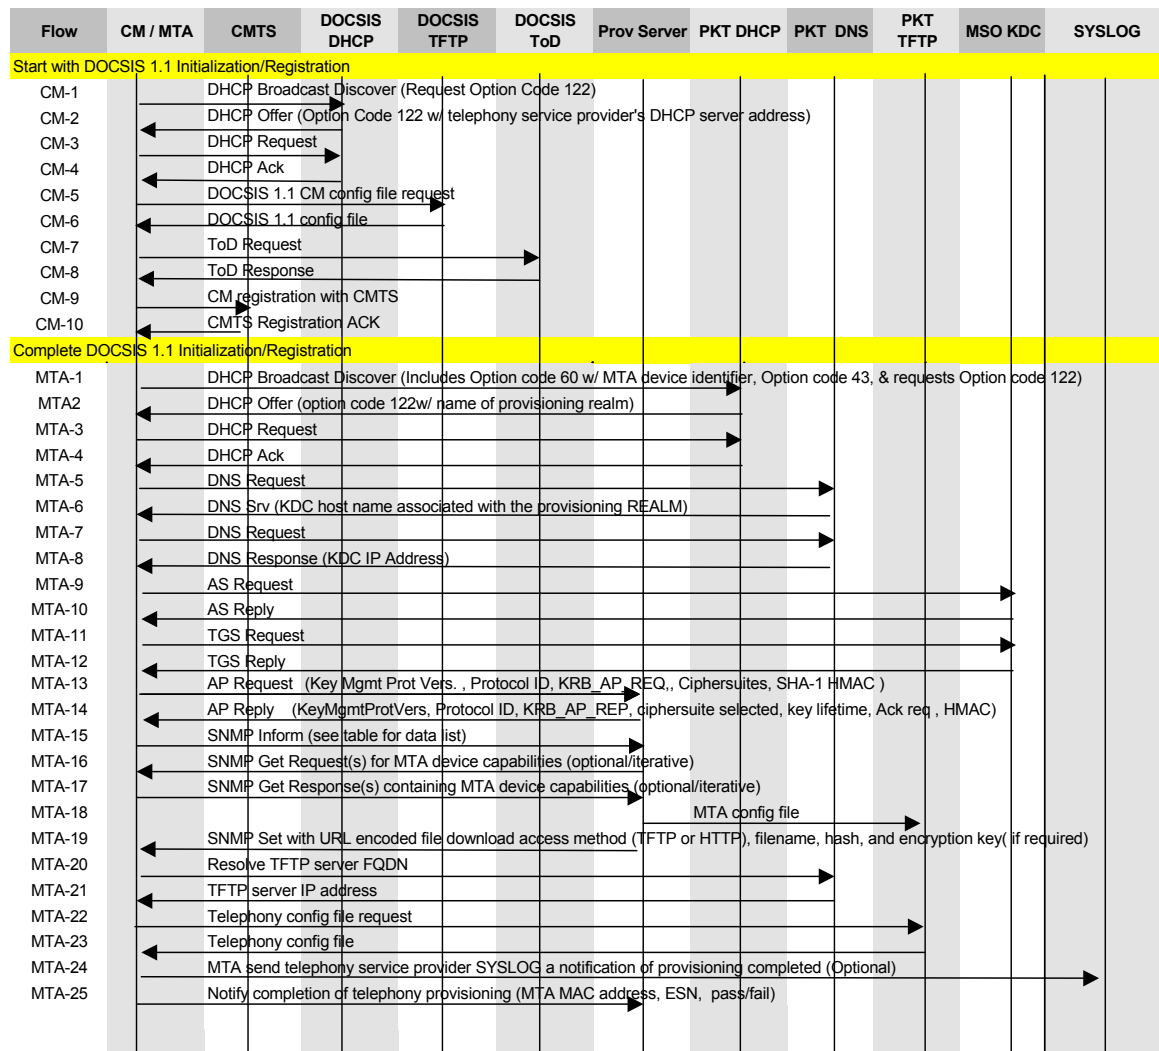 Flow CM / MTA CMTS DOCSIS DHCP DOCSIS TFTP DOCSIS ToD Prov Server PKT DHCP PKT DNS PKT TFTP MSO KDC SYSLOG
Start with DOCSIS 1.1 Initialization/Registration
CM-1 DHCP Broadcast Discover (Request Option Code 122)
CM-2 DHCP Offer (Option Code 122 w/ telephony service provider's DHCP server address)
CM-3 DHCP Request
CM-4 DHCP Ack
CM-5 DOCSIS 1.1 CM config file request
CM-6 DOCSIS 1.1 config file
CM-7 ToD Request
CM-8 ToD Response
CM-9 CM registration with CMTS
CM-10 CMTS Registration ACK
Complete DOCSIS 1.1 Initialization/Registration
MTA-1 DHCP Broadcast Discover (Includes Option code 60 w/ MTA device identifier, Option code 43, & requests Option code 122)
MTA2 DHCP Offer (option code 122w/ name of provisioning realm)
MTA-3 DHCP Request
MTA-4 DHCP Ack
MTA-5 DNS Request
MTA-6 DNS Srv (KDC host name associated with the provisioning REALM)
MTA-7 DNS Request
MTA-8 DNS Response (KDC IP Address)
MTA-9 AS Request
MTA-10 AS Reply
MTA-11 TGS Request
MTA-12 TGS Reply
MTA-13 AP Request (Key Mgmt Prot Vers. , Protocol ID, KRB_AP_REQ,, Ciphersuites, SHA-1 HMAC )
MTA-14 AP Reply (KeyMgmtProtVers, Protocol ID, KRB_AP_REP, ciphersuite selected, key lifetime, Ack req , HMAC)
MTA-15 SNMP Inform (see table for data list)
MTA-16 SNMP Get Request(s) for MTA device capabilities (optional/iterative)
MTA-17 SNMP Get Response(s) containing MTA device capabilities (optional/iterative)
MTA-18 MTA config file
MTA-19 SNMP Set with URL encoded file download access method (TFTP or HTTP), filename, hash, and encryption key( if required)
MTA-20 Resolve TFTP server FQDN
MTA-21 TFTP server IP address
MTA-22 Telephony config file request
MTA-23 Telephony config file
MTA-24 MTA send telephony service provider SYSLOG a notification of provisioning completed (Optional)
MTA-25 Notify completion of telephony provisioning (MTA MAC address, ESN, pass/fail)